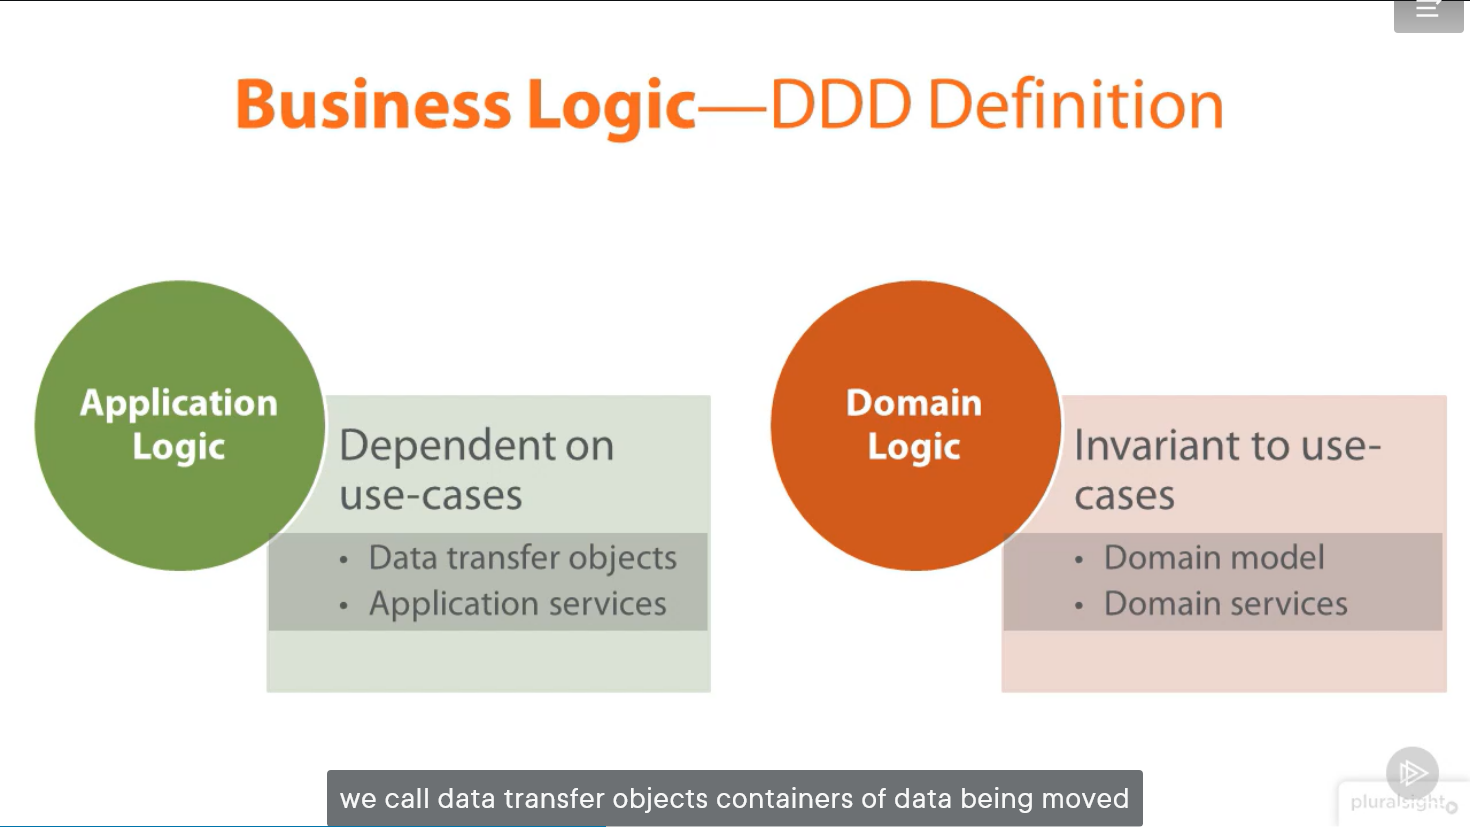 Business Logic—DDD Definition
Application
Logic
Dependent on
use-cases
• Data transfer objects
• Application services
Domain
Logic
Invariant to use-
cases
• Domain model
• Domain services
we call data transfer objects containers of data being moved
pluralsight